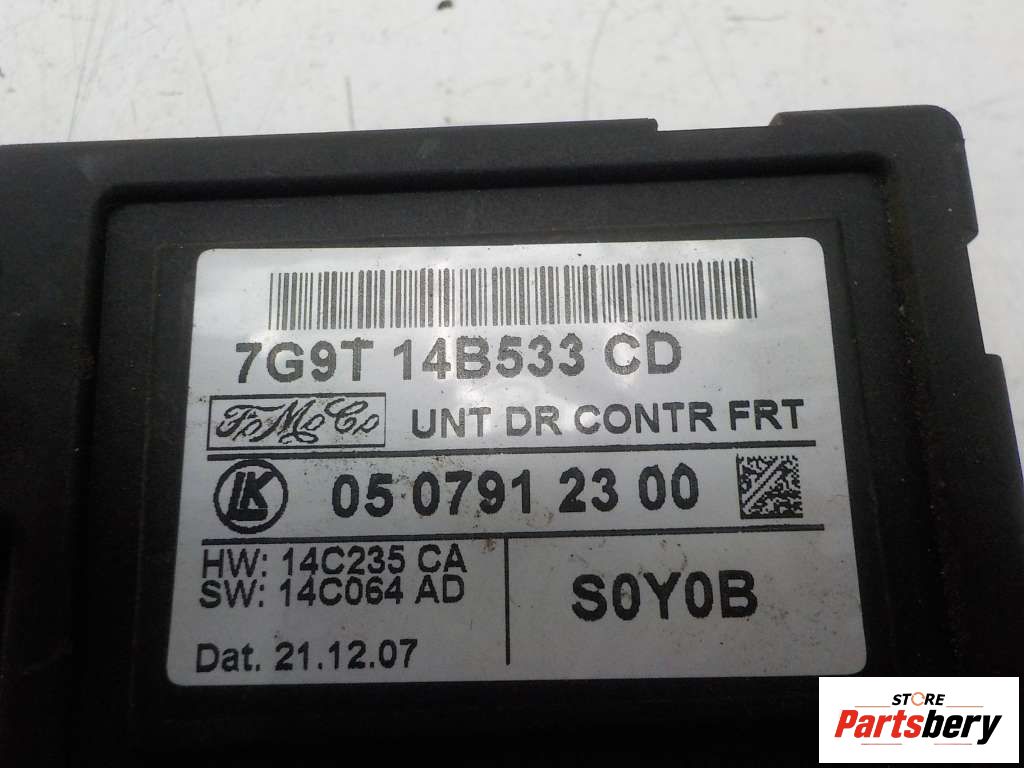 7G9T 14B533 CD
FoMoCo UNT DR CONTR FRT
LK 05 0791 23 00
HW: 14C235 CA
SW: 14C064 AD
S0Y0B
Dat. 21.12.07
STORE
Partsbery